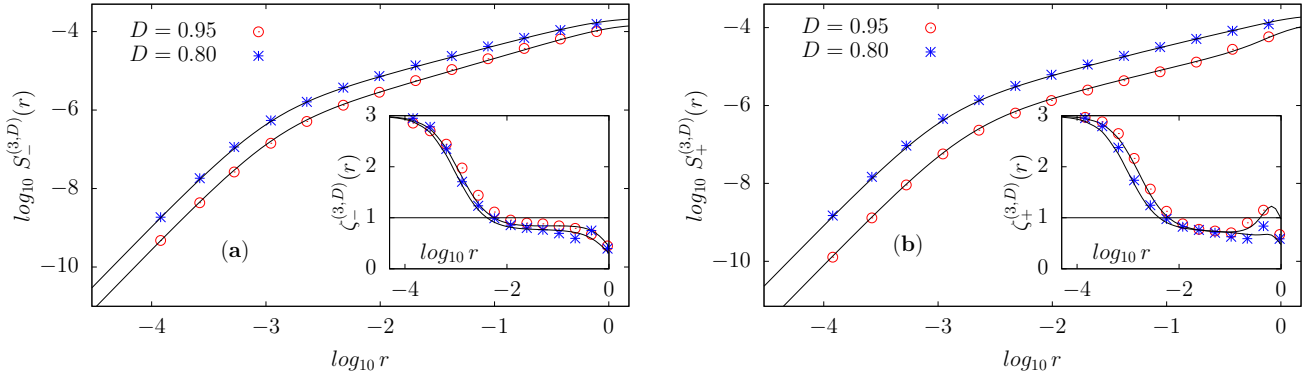 −4
−6
−8
−10
log₁₀ S₋^(3,D)(r)
D = 0.95
D = 0.80
(a)
3
2
1
0
ζ₋^(3,D)(r)
log₁₀ r
−4 −2 0
−4 −3 −2 −1 0
log₁₀ r
−4
−6
−8
−10
log₁₀ S₊^(3,D)(r)
D = 0.95
D = 0.80
(b)
3
2
1
0
ζ₊^(3,D)(r)
log₁₀ r
−4 −2 0
−4 −3 −2 −1 0
log₁₀ r